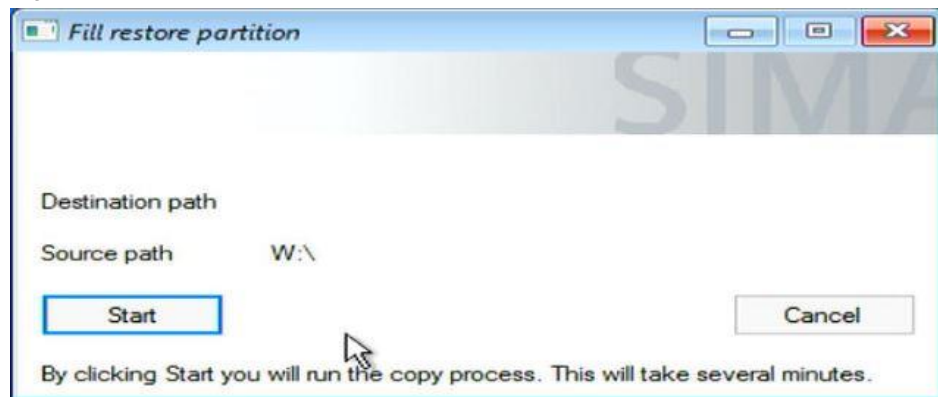 Fill restore partition
SIMA
Destination path
Source path W:\
Start Cancel
By clicking Start you will run the copy process. This will take several minutes.